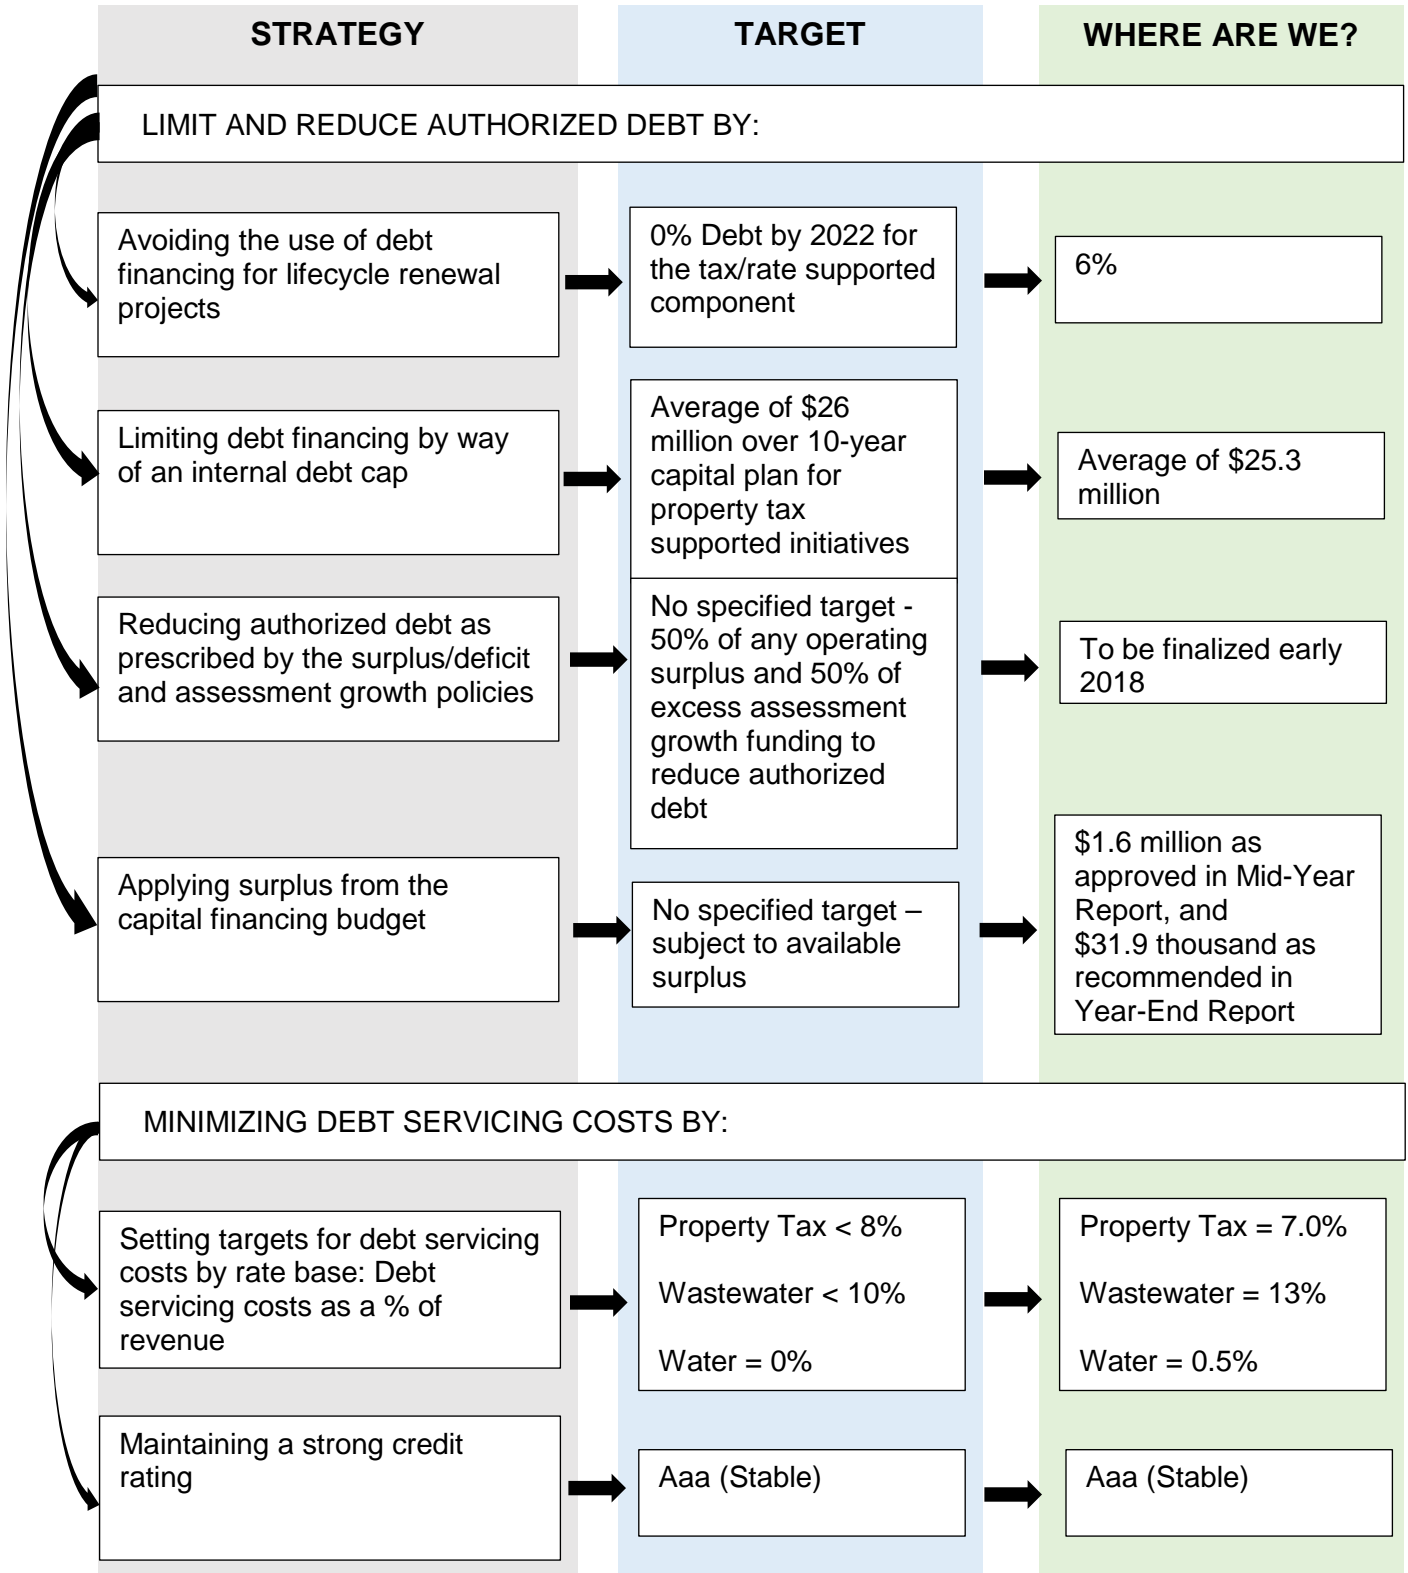 STRATEGY
TARGET
WHERE ARE WE?
LIMIT AND REDUCE AUTHORIZED DEBT BY:
Avoiding the use of debt
financing for lifecycle renewal
projects
0% Debt by 2022 for
the tax/rate supported
component
6%
Limiting debt financing by way
of an internal debt cap
Average of $26
million over 10-year
capital plan for
property tax
supported initiatives
Average of $25.3
million
Reducing authorized debt as
prescribed by the surplus/deficit
and assessment growth policies
No specified target -
50% of any operating
surplus and 50% of
excess assessment
growth funding to
reduce authorized
debt
To be finalized early
2018
Applying surplus from the
capital financing budget
No specified target –
subject to available
surplus
$1.6 million as
approved in Mid-Year
Report, and
$31.9 thousand as
recommended in
Year-End Report
MINIMIZING DEBT SERVICING COSTS BY:
Setting targets for debt servicing
costs by rate base: Debt
servicing costs as a % of
revenue
Property Tax < 8%
Wastewater < 10%
Water = 0%
Property Tax = 7.0%
Wastewater = 13%
Water = 0.5%
Maintaining a strong credit
rating
Aaa (Stable)
Aaa (Stable)